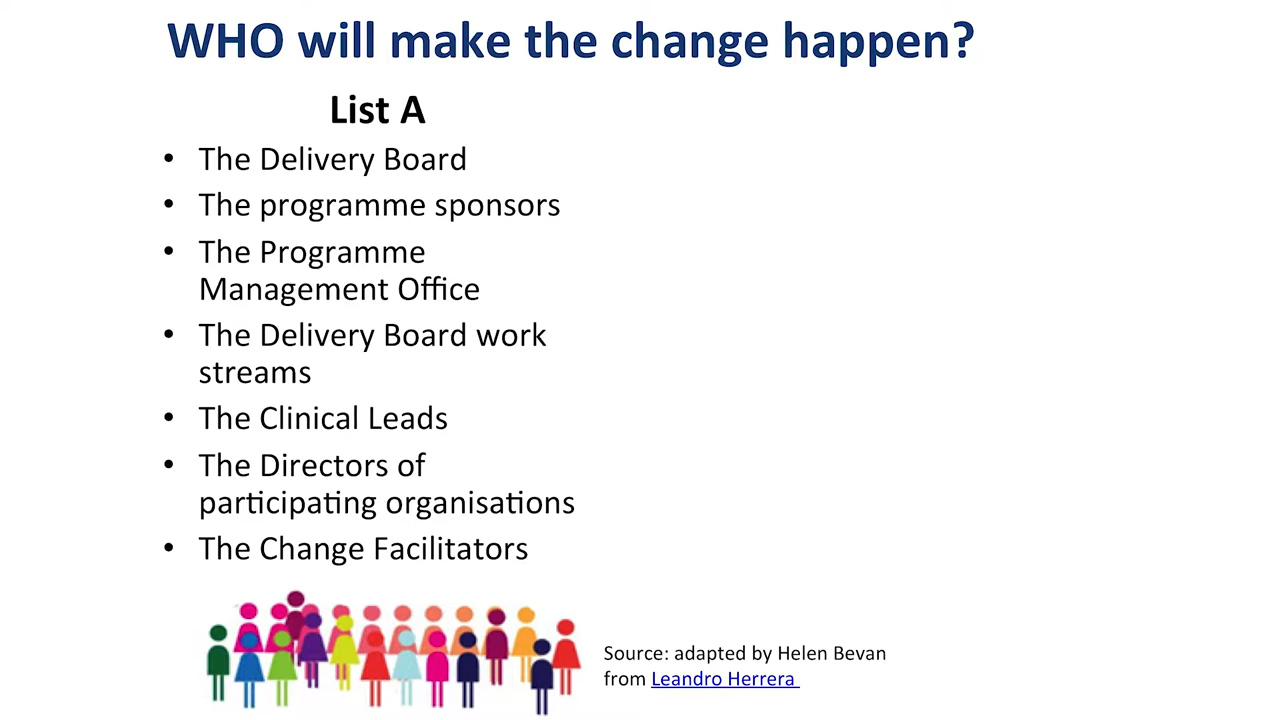 WHO will make the change happen?
List A
• The Delivery Board
• The programme sponsors
• The Programme
Management Office
• The Delivery Board work
streams
• The Clinical Leads
• The Directors of
participating organisations
• The Change Facilitators
Source: adapted by Helen Bevan
from Leandro Herrera